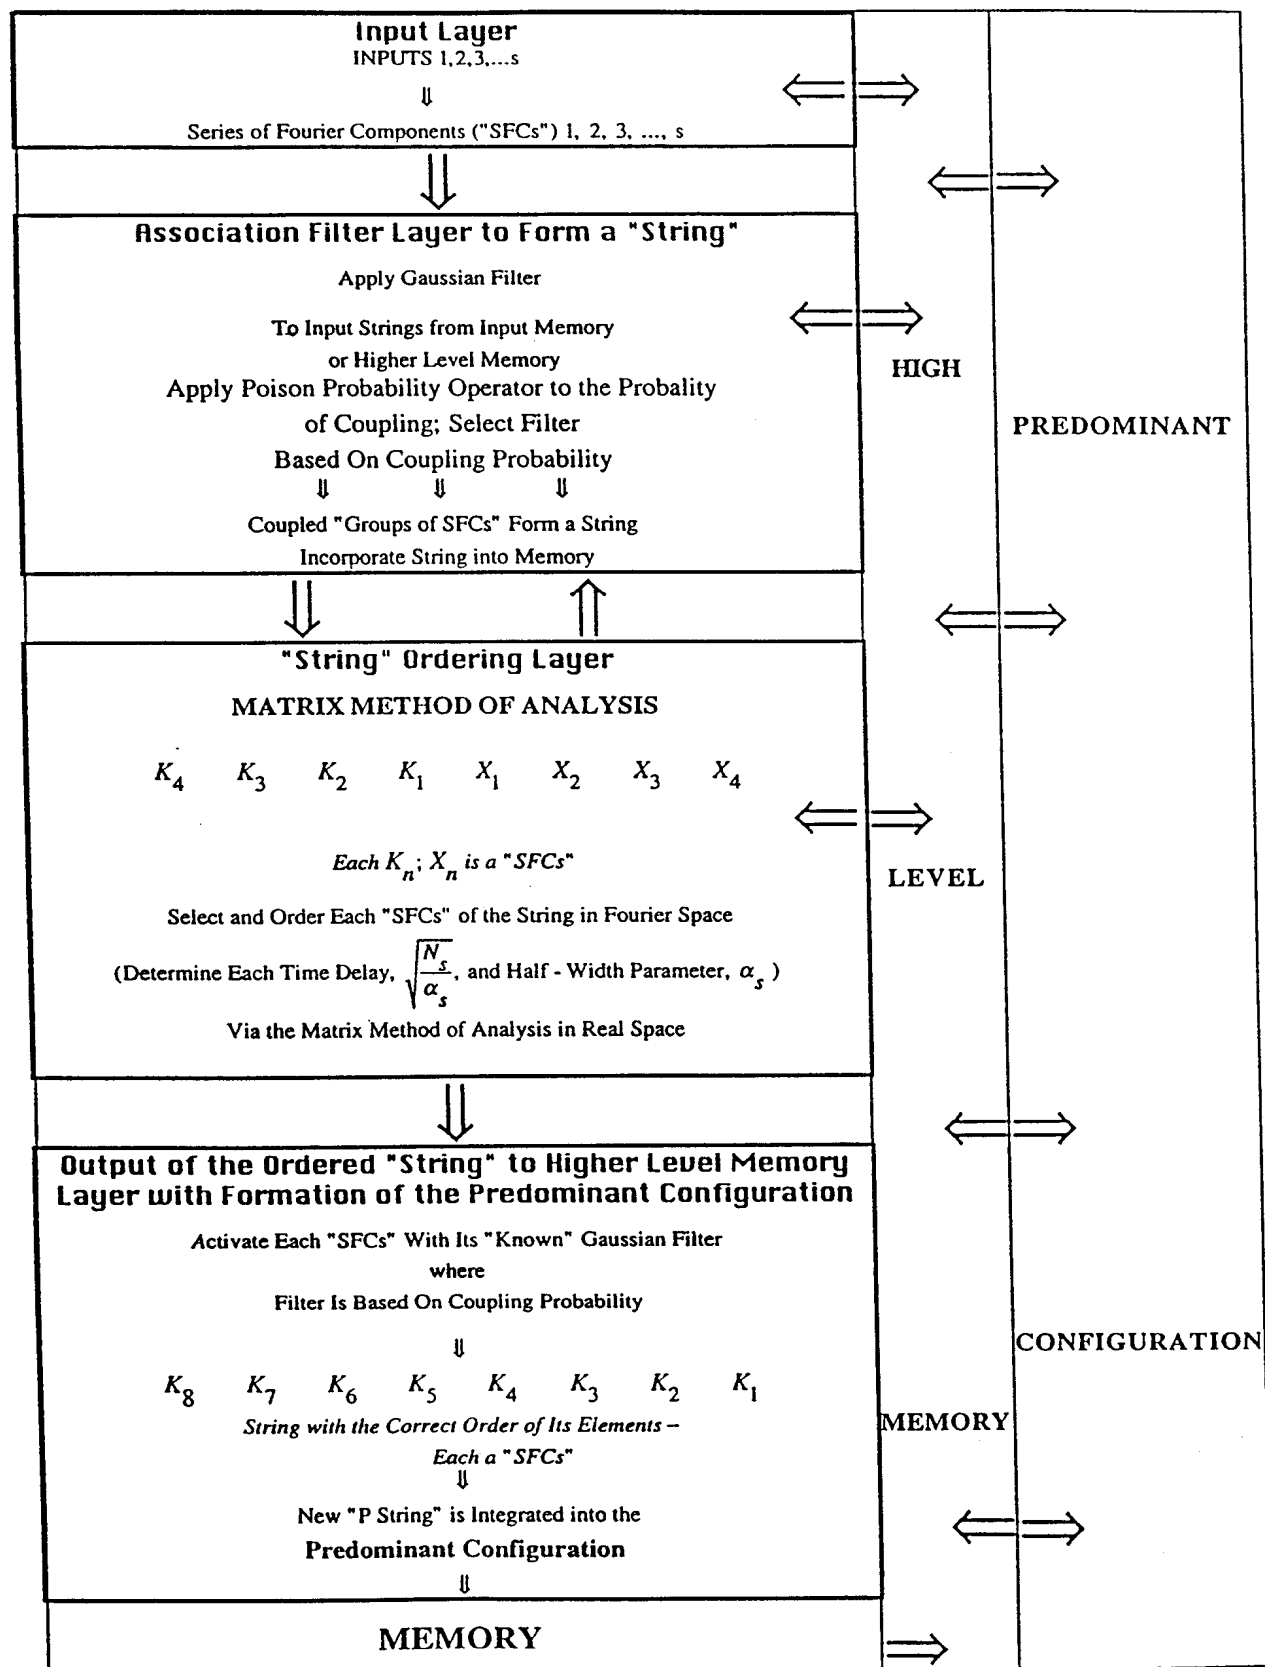 Input Layer
INPUTS 1,2,3,...s
⇓
Series of Fourier Components ("SFCs") 1, 2, 3, ..., s
Association Filter Layer to Form a "String"
Apply Gaussian Filter
To Input Strings from Input Memory
or Higher Level Memory
Apply Poison Probability Operator to the Probality
of Coupling; Select Filter
Based On Coupling Probability
⇓ ⇓ ⇓
Coupled "Groups of SFCs" Form a String
Incorporate String into Memory
"String" Ordering Layer
MATRIX METHOD OF ANALYSIS
K4 K3 K2 K1 X1 X2 X3 X4
Each Kn; Xn is a "SFCs"
Select and Order Each "SFCs" of the String in Fourier Space
(Determine Each Time Delay, √(Ns/αs), and Half - Width Parameter, αs )
Via the Matrix Method of Analysis in Real Space
Output of the Ordered "String" to Higher Level Memory
Layer with Formation of the Predominant Configuration
Activate Each "SFCs" With Its "Known" Gaussian Filter
where
Filter Is Based On Coupling Probability
⇓
K8 K7 K6 K5 K4 K3 K2 K1
String with the Correct Order of Its Elements –
Each a "SFCs"
⇓
New "P String" is Integrated into the
Predominant Configuration
⇓
MEMORY
HIGH
LEVEL
MEMORY
PREDOMINANT
CONFIGURATION